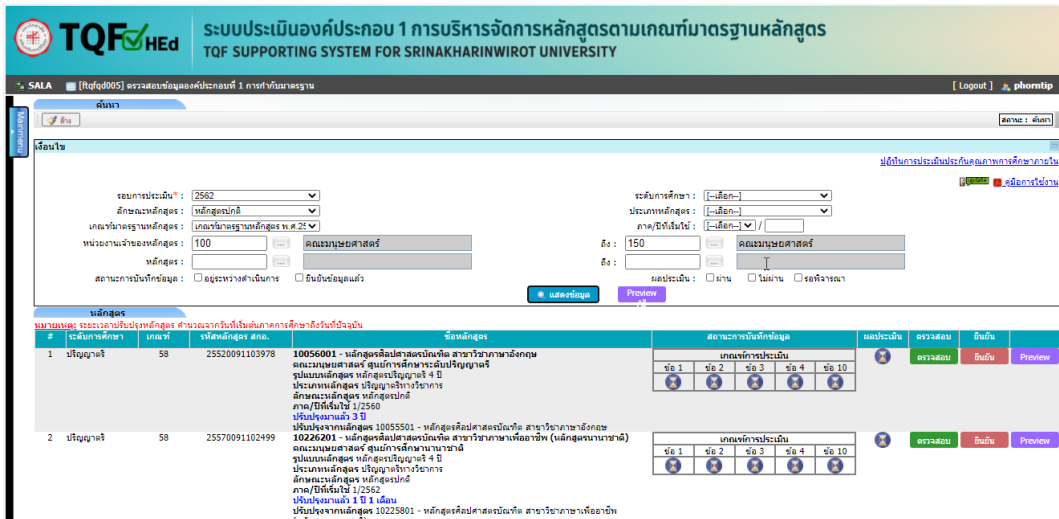 TQF HEd
ระบบประเมินองค์ประกอบ 1 การบริหารจัดการหลักสูตรตามเกณฑ์มาตรฐานหลักสูตร
TQF SUPPORTING SYSTEM FOR SRINAKHARINWIROT UNIVERSITY
SALA [ftqfqd005] ตรวจสอบข้อมูลองค์ประกอบที่ 1 การกำกับมาตรฐาน [ Logout ] phorntip
ค้นหา
Mainmenu
ล้าง สถานะ : ค้นหา
เงื่อนไข
ปฏิทินการประเมินประกันคุณภาพการศึกษาภายใน
update คู่มือการใช้งาน
รอบการประเมิน* : 2562 ระดับการศึกษา : [--เลือก--]
ลักษณะหลักสูตร : หลักสูตรปกติ ประเภทหลักสูตร : [--เลือก--]
เกณฑ์มาตรฐานหลักสูตร : เกณฑ์มาตรฐานหลักสูตร พ.ศ.25 ภาค/ปีที่เริ่มใช้ : [--เลือก--] /
หน่วยงานเจ้าของหลักสูตร : 100 ... คณะมนุษยศาสตร์ ถึง : 150 ... คณะมนุษยศาสตร์
หลักสูตร : ... ถึง : ...
สถานะการบันทึกข้อมูล : อยู่ระหว่างดำเนินการ ยืนยันข้อมูลแล้ว ผลประเมิน : ผ่าน ไม่ผ่าน รอพิจารณา
แสดงข้อมูล Preview
หลักสูตร
หมายเหตุ: ระยะเวลาปรับปรุงหลักสูตร คำนวณจากวันที่เริ่มต้นภาคการศึกษาถึงวันที่ปัจจุบัน
# ระดับการศึกษา เกณฑ์ รหัสหลักสูตร สกอ. ชื่อหลักสูตร สถานะการบันทึกข้อมูล ผลประเมิน ตรวจสอบ ยืนยัน
1 ปริญญาตรี 58 25520091103978 10056001 - หลักสูตรศิลปศาสตรบัณฑิต สาขาวิชาภาษาอังกฤษ เกณฑ์การประเมิน ตรวจสอบ ยืนยัน Preview
คณะมนุษยศาสตร์ ศูนย์การศึกษาระดับปริญญาตรี ข้อ 1 ข้อ 2 ข้อ 3 ข้อ 4 ข้อ 10
รูปแบบหลักสูตร หลักสูตรปริญญาตรี 4 ปี
ประเภทหลักสูตร ปริญญาตรีทางวิชาการ
ลักษณะหลักสูตร หลักสูตรปกติ
ภาค/ปีที่เริ่มใช้ 1/2560
ปรับปรุงมาแล้ว 3 ปี
ปรับปรุงจากหลักสูตร 10055501 - หลักสูตรศิลปศาสตรบัณฑิต สาขาวิชาภาษาอังกฤษ
2 ปริญญาตรี 58 25570091102499 10226201 - หลักสูตรศิลปศาสตรบัณฑิต สาขาวิชาภาษาเพื่ออาชีพ (หลักสูตรนานาชาติ) เกณฑ์การประเมิน ตรวจสอบ ยืนยัน Preview
คณะมนุษยศาสตร์ ศูนย์การศึกษานานาชาติ ข้อ 1 ข้อ 2 ข้อ 3 ข้อ 4 ข้อ 10
รูปแบบหลักสูตร หลักสูตรปริญญาตรี 4 ปี
ประเภทหลักสูตร ปริญญาตรีทางวิชาการ
ลักษณะหลักสูตร หลักสูตรปกติ
ภาค/ปีที่เริ่มใช้ 1/2562
ปรับปรุงมาแล้ว 1 ปี 1 เดือน
ปรับปรุงจากหลักสูตร 10225801 - หลักสูตรศิลปศาสตรบัณฑิต สาขาวิชาภาษาเพื่ออาชีพ